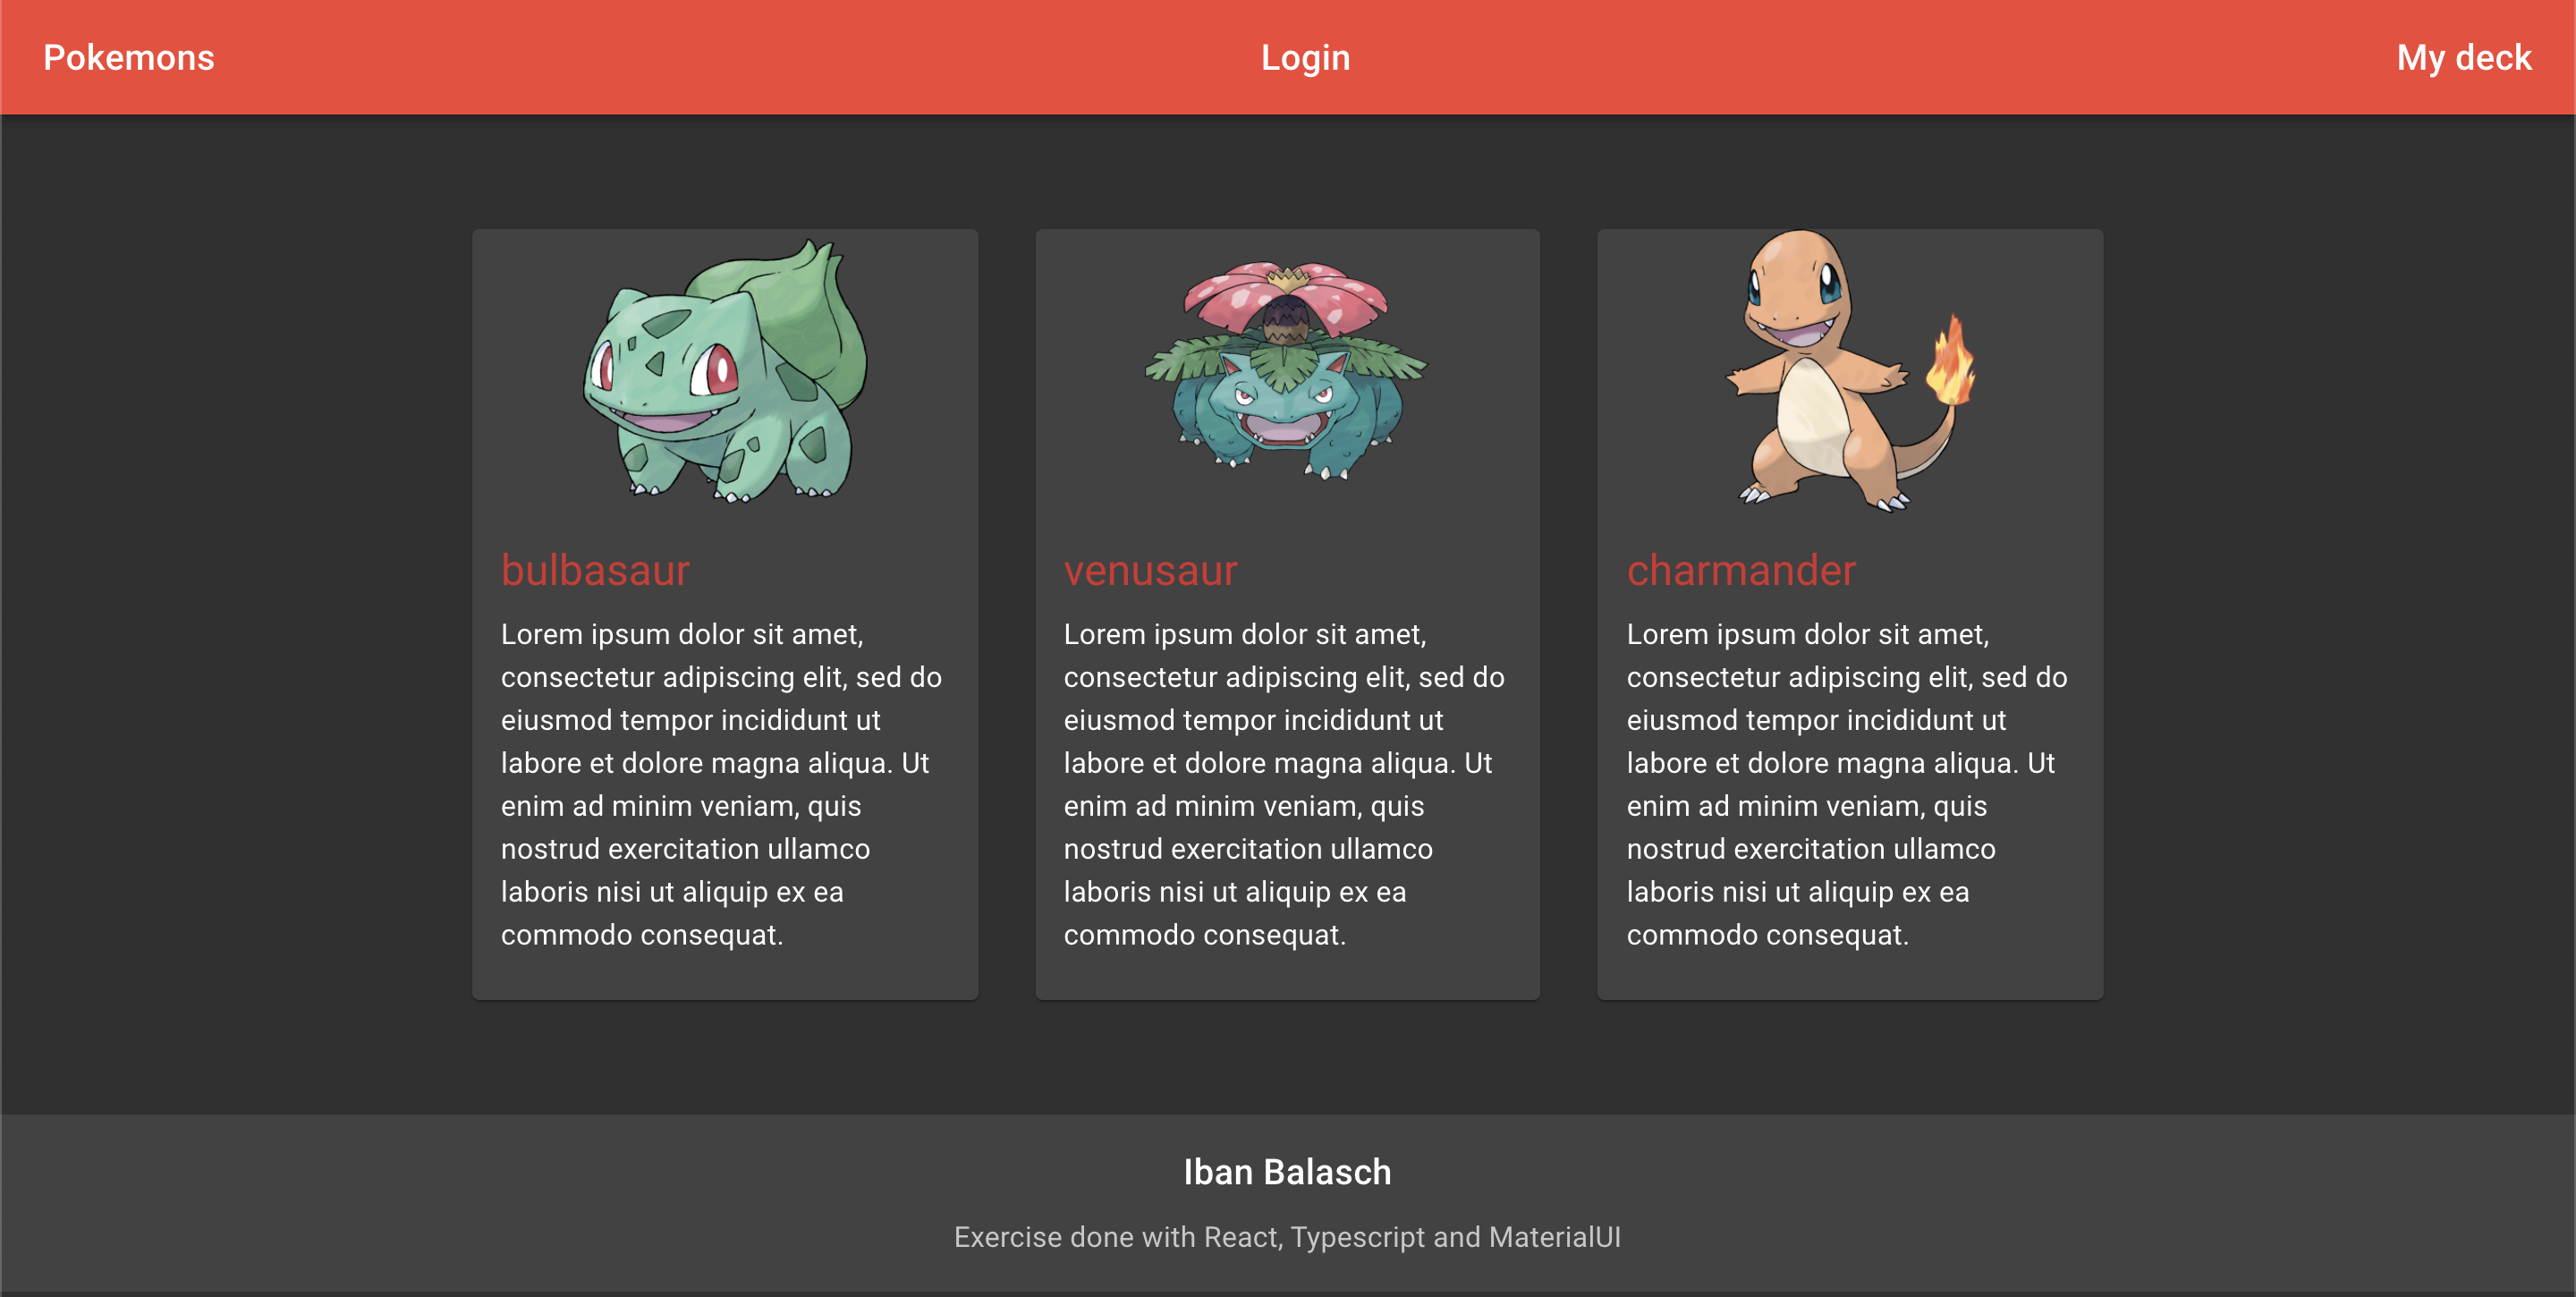 Pokemons
Login
My deck
bulbasaur
Lorem ipsum dolor sit amet,
consectetur adipiscing elit, sed do
eiusmod tempor incididunt ut
labore et dolore magna aliqua. Ut
enim ad minim veniam, quis
nostrud exercitation ullamco
laboris nisi ut aliquip ex ea
commodo consequat.
venusaur
Lorem ipsum dolor sit amet,
consectetur adipiscing elit, sed do
eiusmod tempor incididunt ut
labore et dolore magna aliqua. Ut
enim ad minim veniam, quis
nostrud exercitation ullamco
laboris nisi ut aliquip ex ea
commodo consequat.
charmander
Lorem ipsum dolor sit amet,
consectetur adipiscing elit, sed do
eiusmod tempor incididunt ut
labore et dolore magna aliqua. Ut
enim ad minim veniam, quis
nostrud exercitation ullamco
laboris nisi ut aliquip ex ea
commodo consequat.
Iban Balasch
Exercise done with React, Typescript and MaterialUI